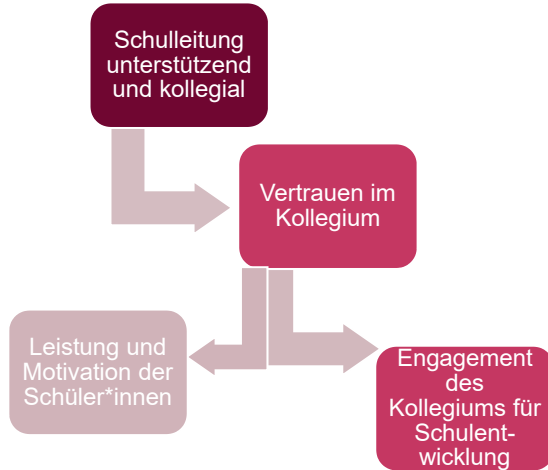 Schulleitung
unterstützend
und kollegial
Vertrauen im
Kollegium
Leistung und
Motivation der
Schüler*innen
Engagement
des
Kollegiums für
Schulent-
wicklung